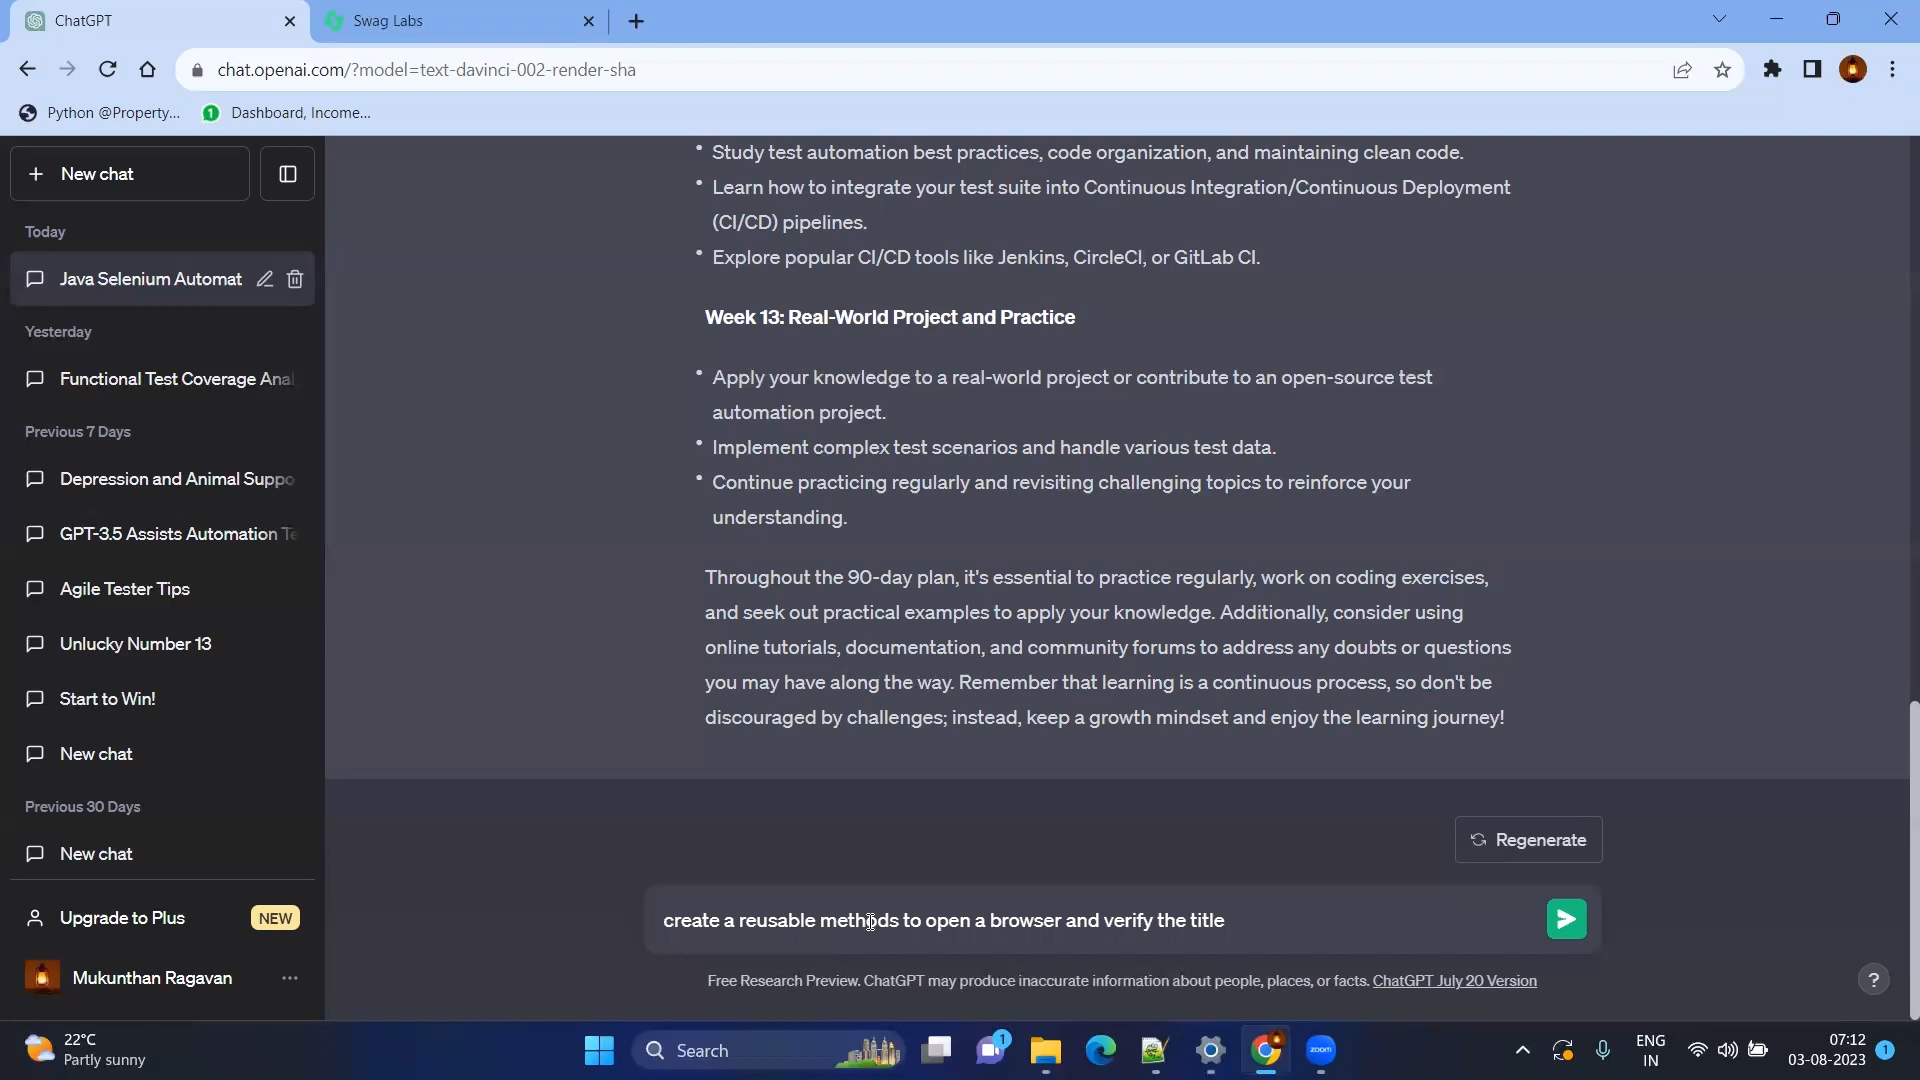 ChatGPT
Swag Labs
chat.openai.com/?model=text-davinci-002-render-sha
Python @Property...
Dashboard, Income...
New chat
Today
Java Selenium Automat
Yesterday
Functional Test Coverage Anal
Previous 7 Days
Depression and Animal Suppo
GPT-3.5 Assists Automation Te
Agile Tester Tips
Unlucky Number 13
Start to Win!
New chat
Previous 30 Days
New chat
Upgrade to Plus
NEW
Mukunthan Ragavan
Study test automation best practices, code organization, and maintaining clean code.
Learn how to integrate your test suite into Continuous Integration/Continuous Deployment
(CI/CD) pipelines.
Explore popular CI/CD tools like Jenkins, CircleCI, or GitLab CI.
Week 13: Real-World Project and Practice
Apply your knowledge to a real-world project or contribute to an open-source test
automation project.
Implement complex test scenarios and handle various test data.
Continue practicing regularly and revisiting challenging topics to reinforce your
understanding.
Throughout the 90-day plan, it's essential to practice regularly, work on coding exercises,
and seek out practical examples to apply your knowledge. Additionally, consider using
online tutorials, documentation, and community forums to address any doubts or questions
you may have along the way. Remember that learning is a continuous process, so don't be
discouraged by challenges; instead, keep a growth mindset and enjoy the learning journey!
Regenerate
create a reusable methods to open a browser and verify the title
Free Research Preview. ChatGPT may produce inaccurate information about people, places, or facts. ChatGPT July 20 Version
?
22°C
Partly sunny
Search
1
zoom
ENG
IN
07:12
03-08-2023
1